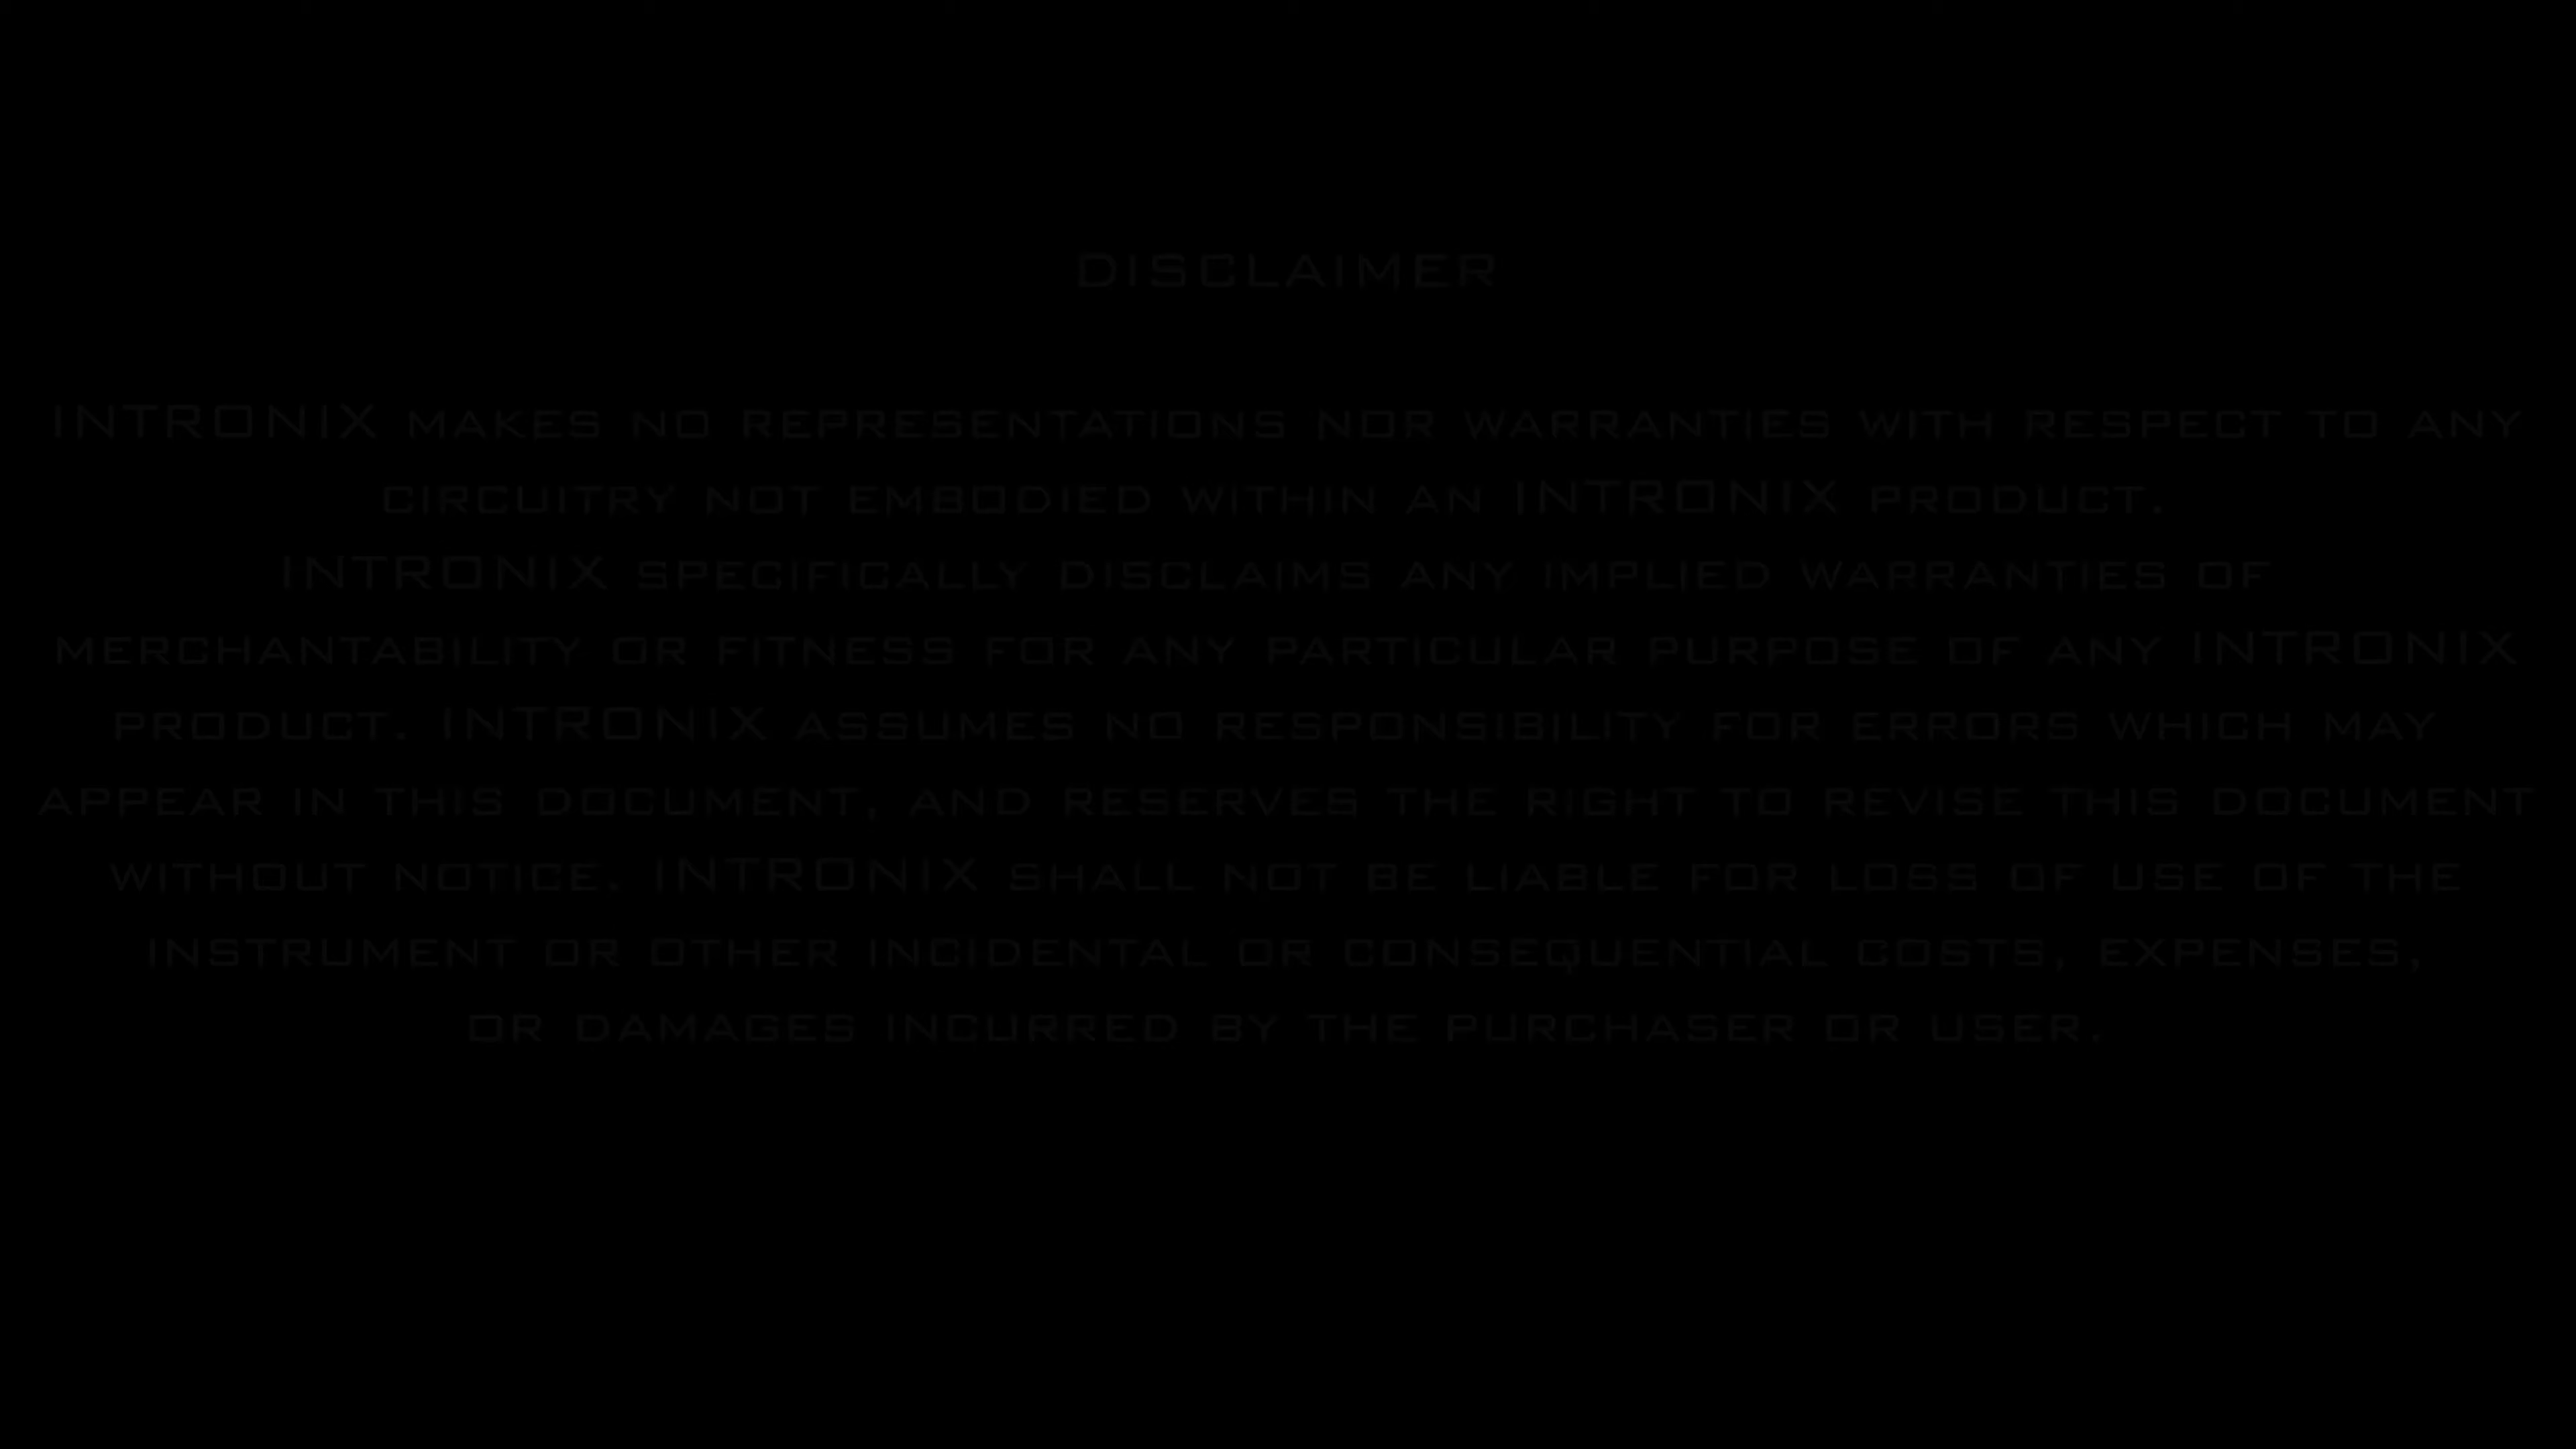 DISCLAIMER
INTRONIX MAKES NO REPRESENTATIONS NOR WARRANTIES WITH RESPECT TO ANY
CIRCUITRY NOT EMBODIED WITHIN AN INTRONIX PRODUCT.
INTRONIX SPECIFICALLY DISCLAIMS ANY IMPLIED WARRANTIES OF
MERCHANTABILITY OR FITNESS FOR ANY PARTICULAR PURPOSE OF ANY INTRONIX
PRODUCT. INTRONIX ASSUMES NO RESPONSIBILITY FOR ERRORS WHICH MAY
APPEAR IN THIS DOCUMENT, AND RESERVES THE RIGHT TO REVISE THIS DOCUMENT
WITHOUT NOTICE. INTRONIX SHALL NOT BE LIABLE FOR LOSS OF USE OF THE
INSTRUMENT OR OTHER INCIDENTAL OR CONSEQUENTIAL COSTS, EXPENSES,
OR DAMAGES INCURRED BY THE PURCHASER OR USER.